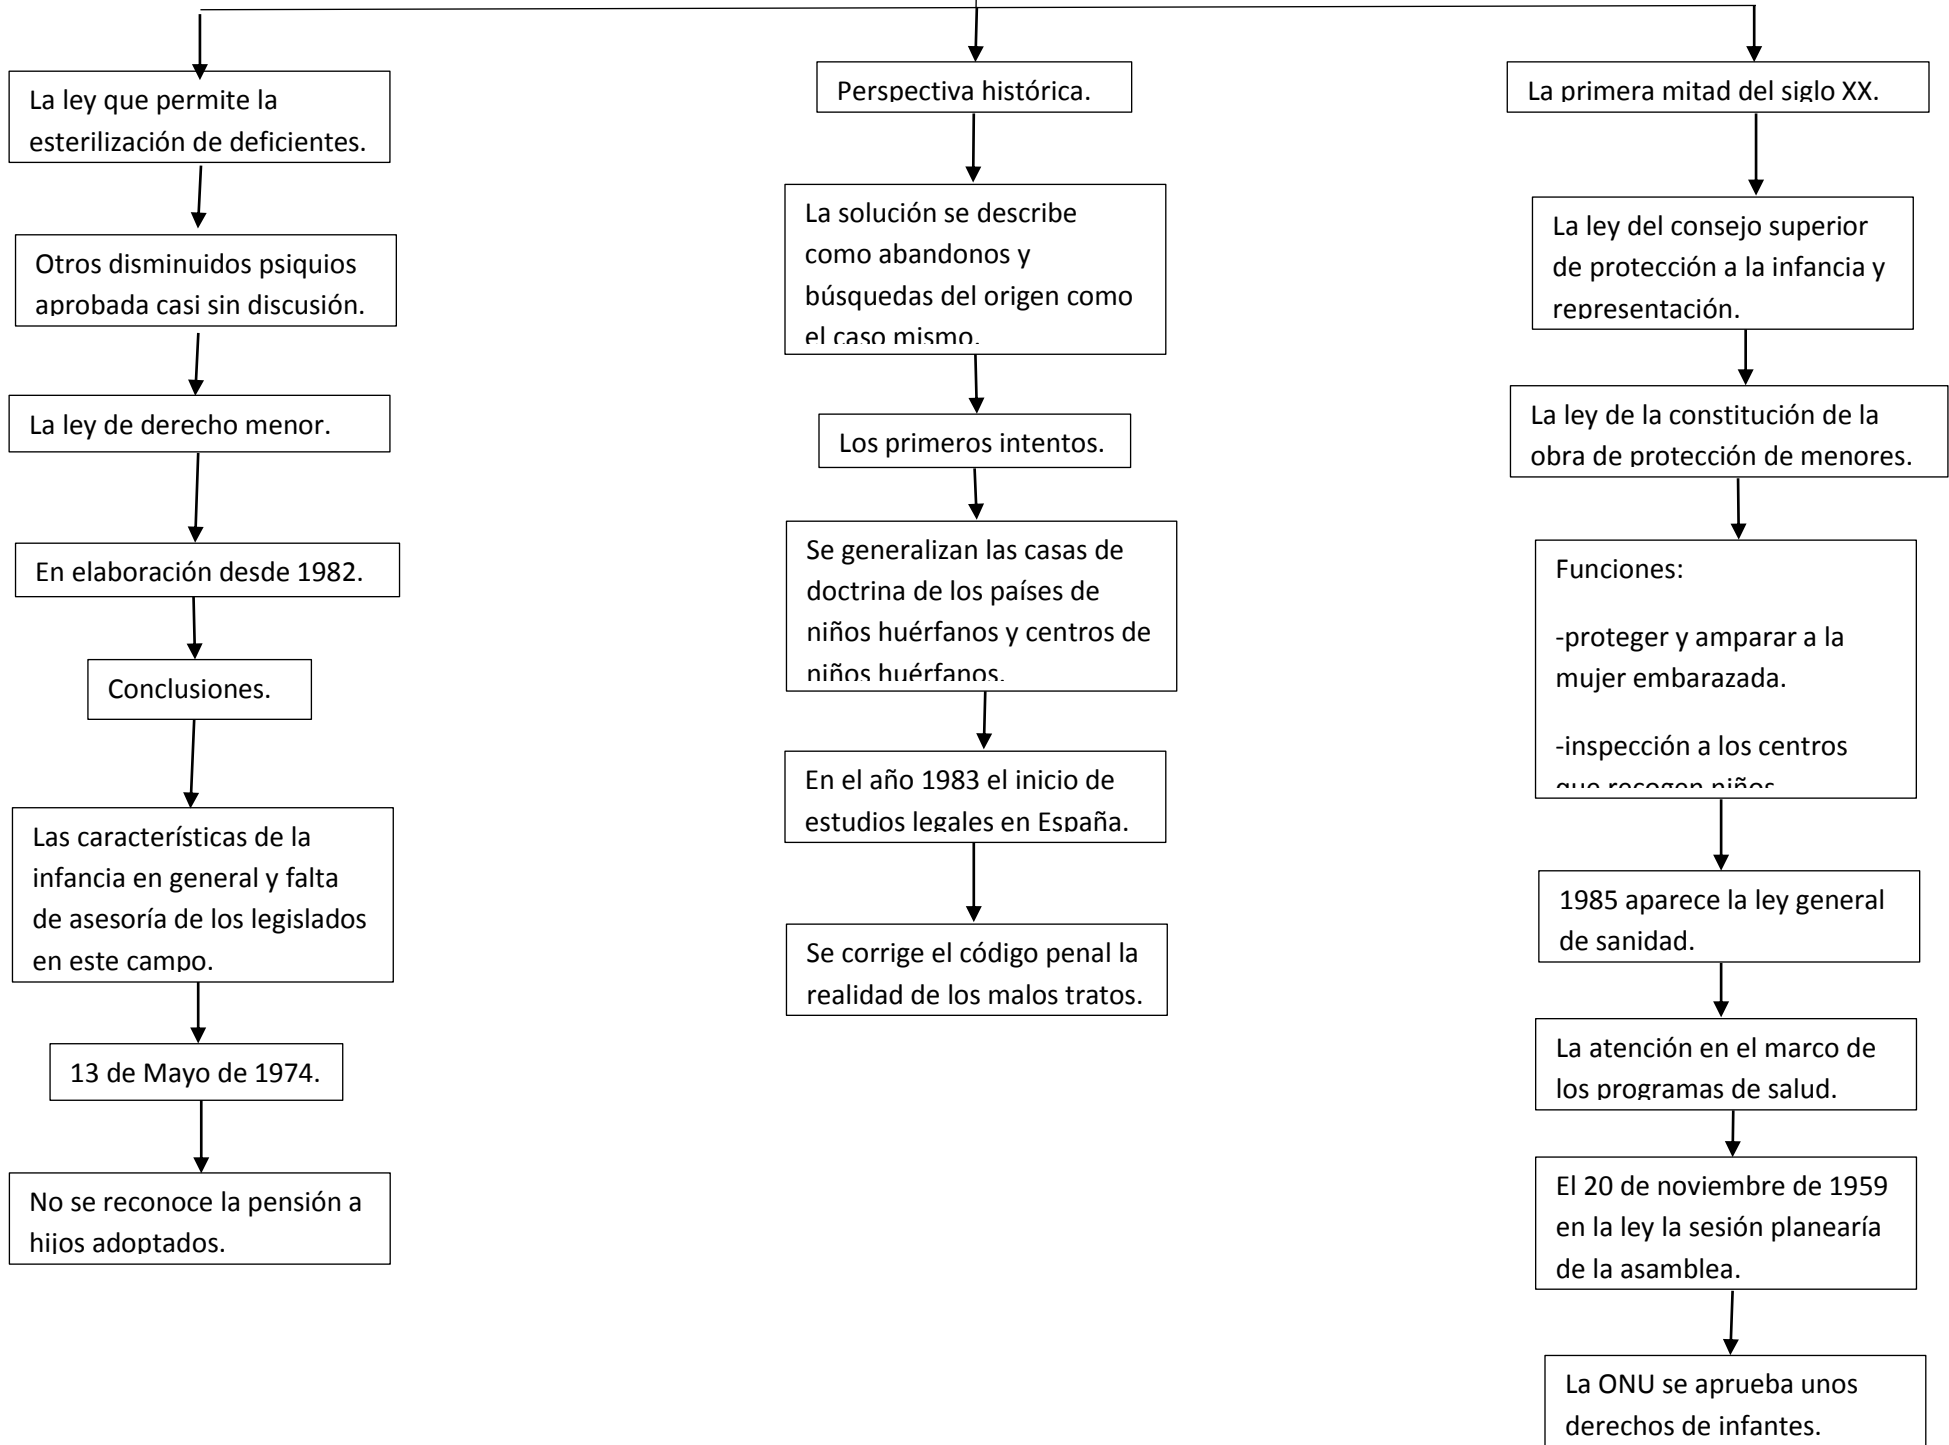 La ley que permite la
esterilización de deficientes.
Otros disminuidos psiquios
aprobada casi sin discusión.
La ley de derecho menor.
En elaboración desde 1982.
Conclusiones.
Las características de la
infancia en general y falta
de asesoría de los legislados
en este campo.
13 de Mayo de 1974.
No se reconoce la pensión a
hijos adoptados.
Perspectiva histórica.
La solución se describe
como abandonos y
búsquedas del origen como
el caso mismo.
Los primeros intentos.
Se generalizan las casas de
doctrina de los países de
niños huérfanos y centros de
niños huérfanos.
En el año 1983 el inicio de
estudios legales en España.
Se corrige el código penal la
realidad de los malos tratos.
La primera mitad del siglo XX.
La ley del consejo superior
de protección a la infancia y
representación.
La ley de la constitución de la
obra de protección de menores.
Funciones:
-proteger y amparar a la
mujer embarazada.
-inspección a los centros
que recogen niños
1985 aparece la ley general
de sanidad.
La atención en el marco de
los programas de salud.
El 20 de noviembre de 1959
en la ley la sesión planearía
de la asamblea.
La ONU se aprueba unos
derechos de infantes.